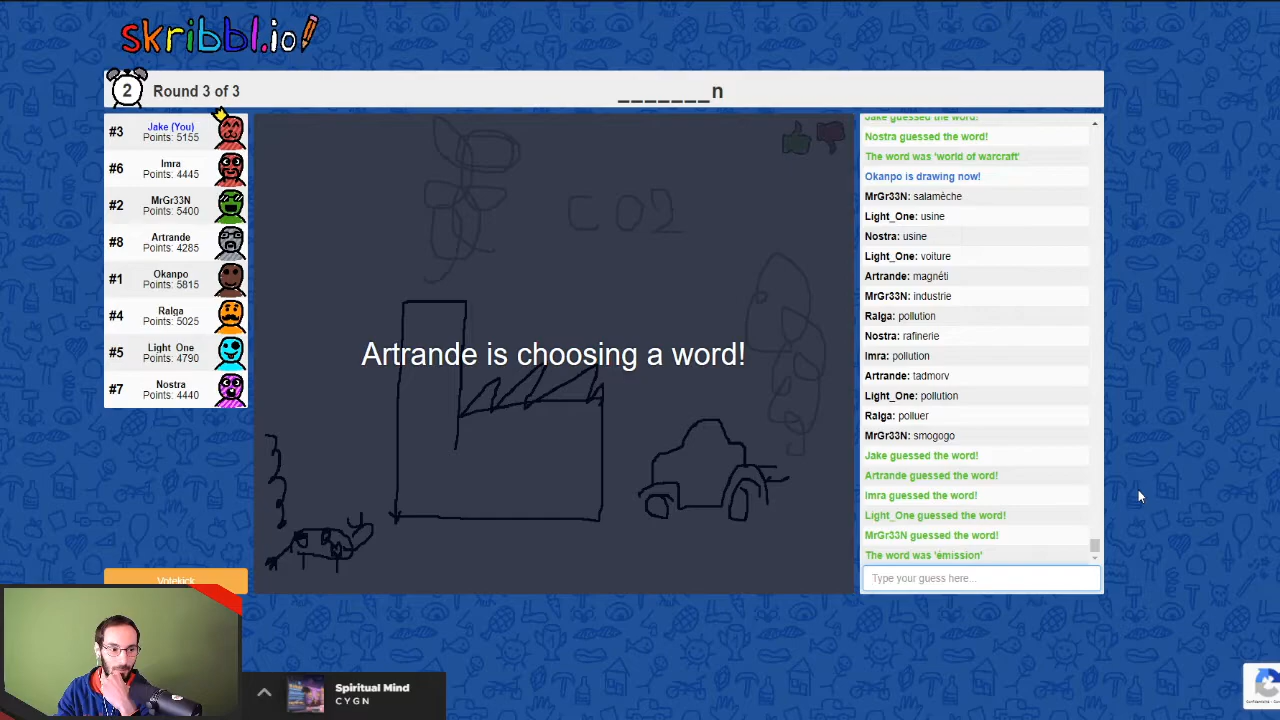 skribbl.io
2
Round 3 of 3
_______n
#3 Jake (You)
Points: 5155
#6 Imra
Points: 4445
#2 MrGr33N
Points: 5400
#8 Artrande
Points: 4285
#1 Okanpo
Points: 5815
#4 Ralga
Points: 5025
#5 Light_One
Points: 4790
#7 Nostra
Points: 4440
Votekick
CO2
Artrande is choosing a word!
Jake guessed the word!
Nostra guessed the word!
The word was 'world of warcraft'
Okanpo is drawing now!
MrGr33N: salamèche
Light_One: usine
Nostra: usine
Light_One: voiture
Artrande: magnéti
MrGr33N: industrie
Ralga: pollution
Nostra: rafinerie
Imra: pollution
Artrande: tadmorv
Light_One: pollution
Ralga: polluer
MrGr33N: smogogo
Jake guessed the word!
Artrande guessed the word!
Imra guessed the word!
Light_One guessed the word!
MrGr33N guessed the word!
The word was 'émission'
Type your guess here...
Spiritual Mind
CYGN